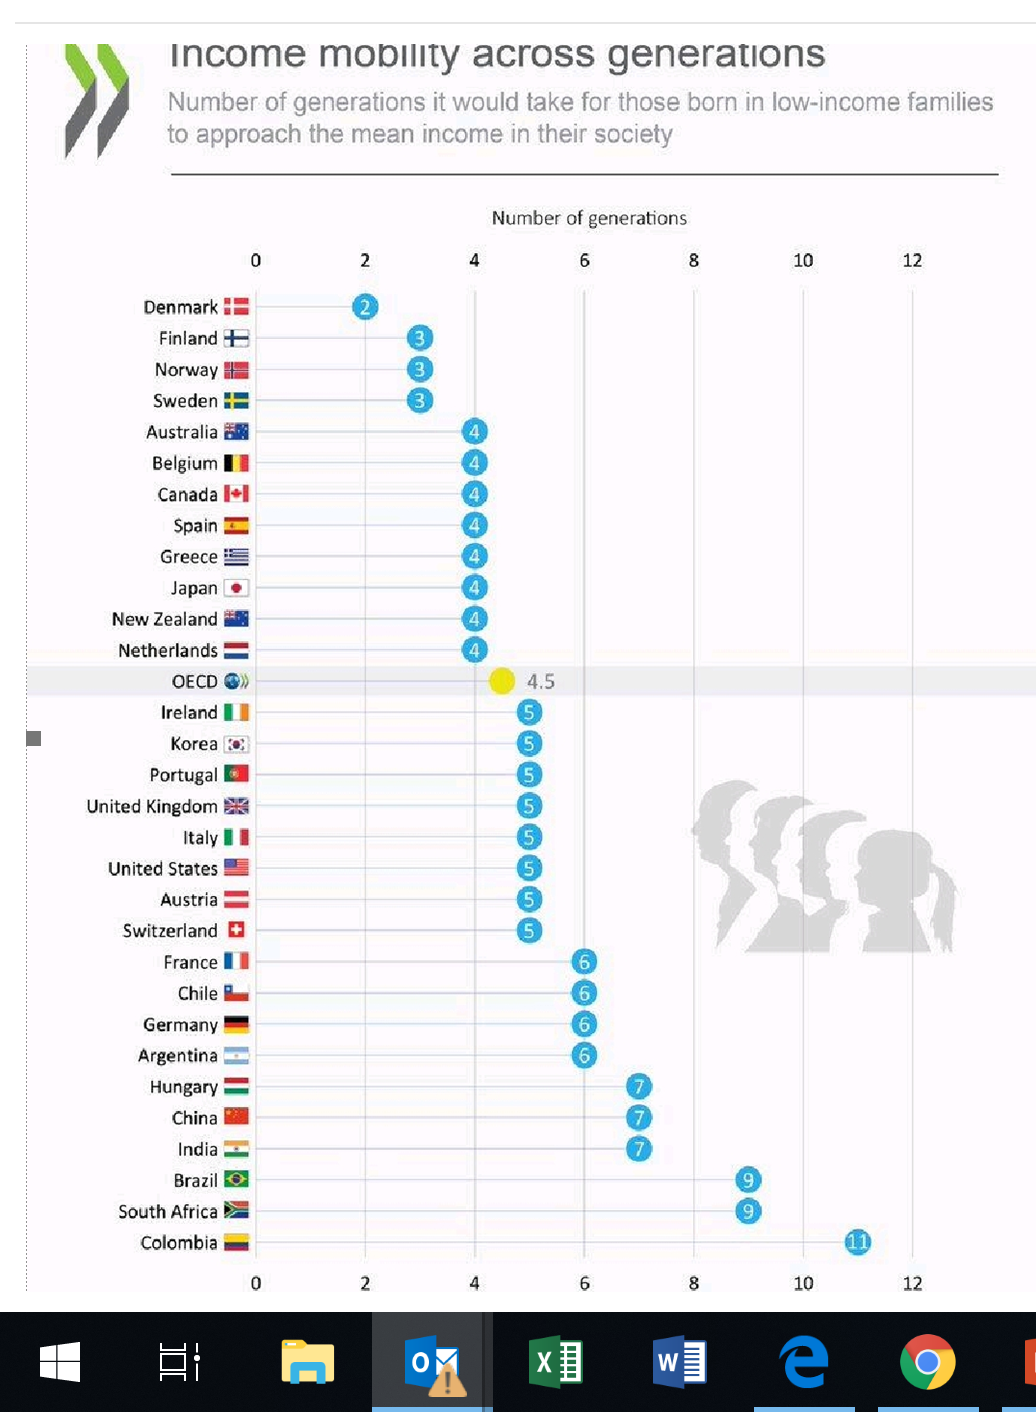 Income mobility across generations
Number of generations it would take for those born in low-income families
to approach the mean income in their society
Number of generations
0 2 4 6 8 10 12
Denmark 2
Finland 3
Norway 3
Sweden 3
Australia 4
Belgium 4
Canada 4
Spain 4
Greece 4
Japan 4
New Zealand 4
Netherlands 4
OECD 4.5
Ireland 5
Korea 5
Portugal 5
United Kingdom 5
Italy 5
United States 5
Austria 5
Switzerland 5
France 6
Chile 6
Germany 6
Argentina 6
Hungary 7
China 7
India 7
Brazil 9
South Africa 9
Colombia 11
0 2 4 6 8 10 12
O X W